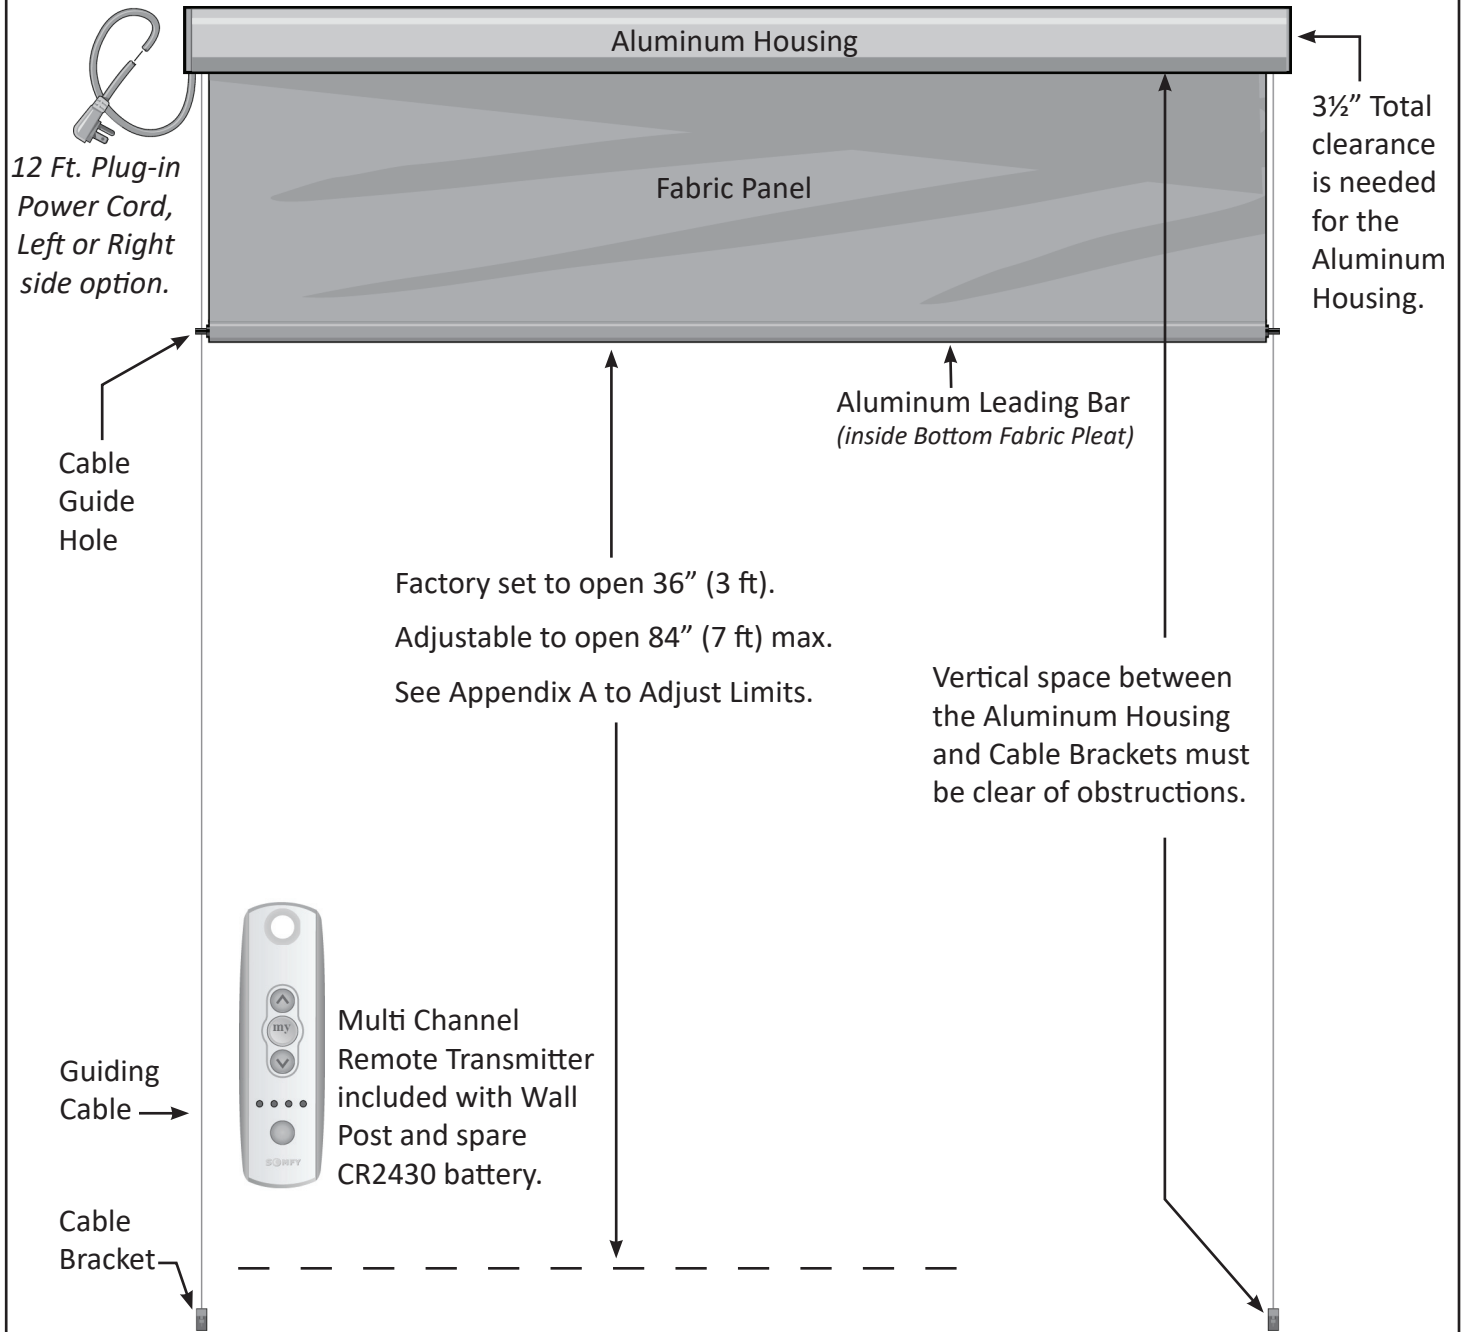 Aluminum Housing
12 Ft. Plug-in
Power Cord,
Left or Right
side option.
Fabric Panel
3½” Total
clearance
is needed
for the
Aluminum
Housing.
Cable
Guide
Hole
Aluminum Leading Bar
(inside Bottom Fabric Pleat)
Factory set to open 36” (3 ft).
Adjustable to open 84” (7 ft) max.
See Appendix A to Adjust Limits.
Vertical space between
the Aluminum Housing
and Cable Brackets must
be clear of obstructions.
my
SOMFY
Multi Channel
Remote Transmitter
included with Wall
Post and spare
CR2430 battery.
Guiding
Cable
Cable
Bracket